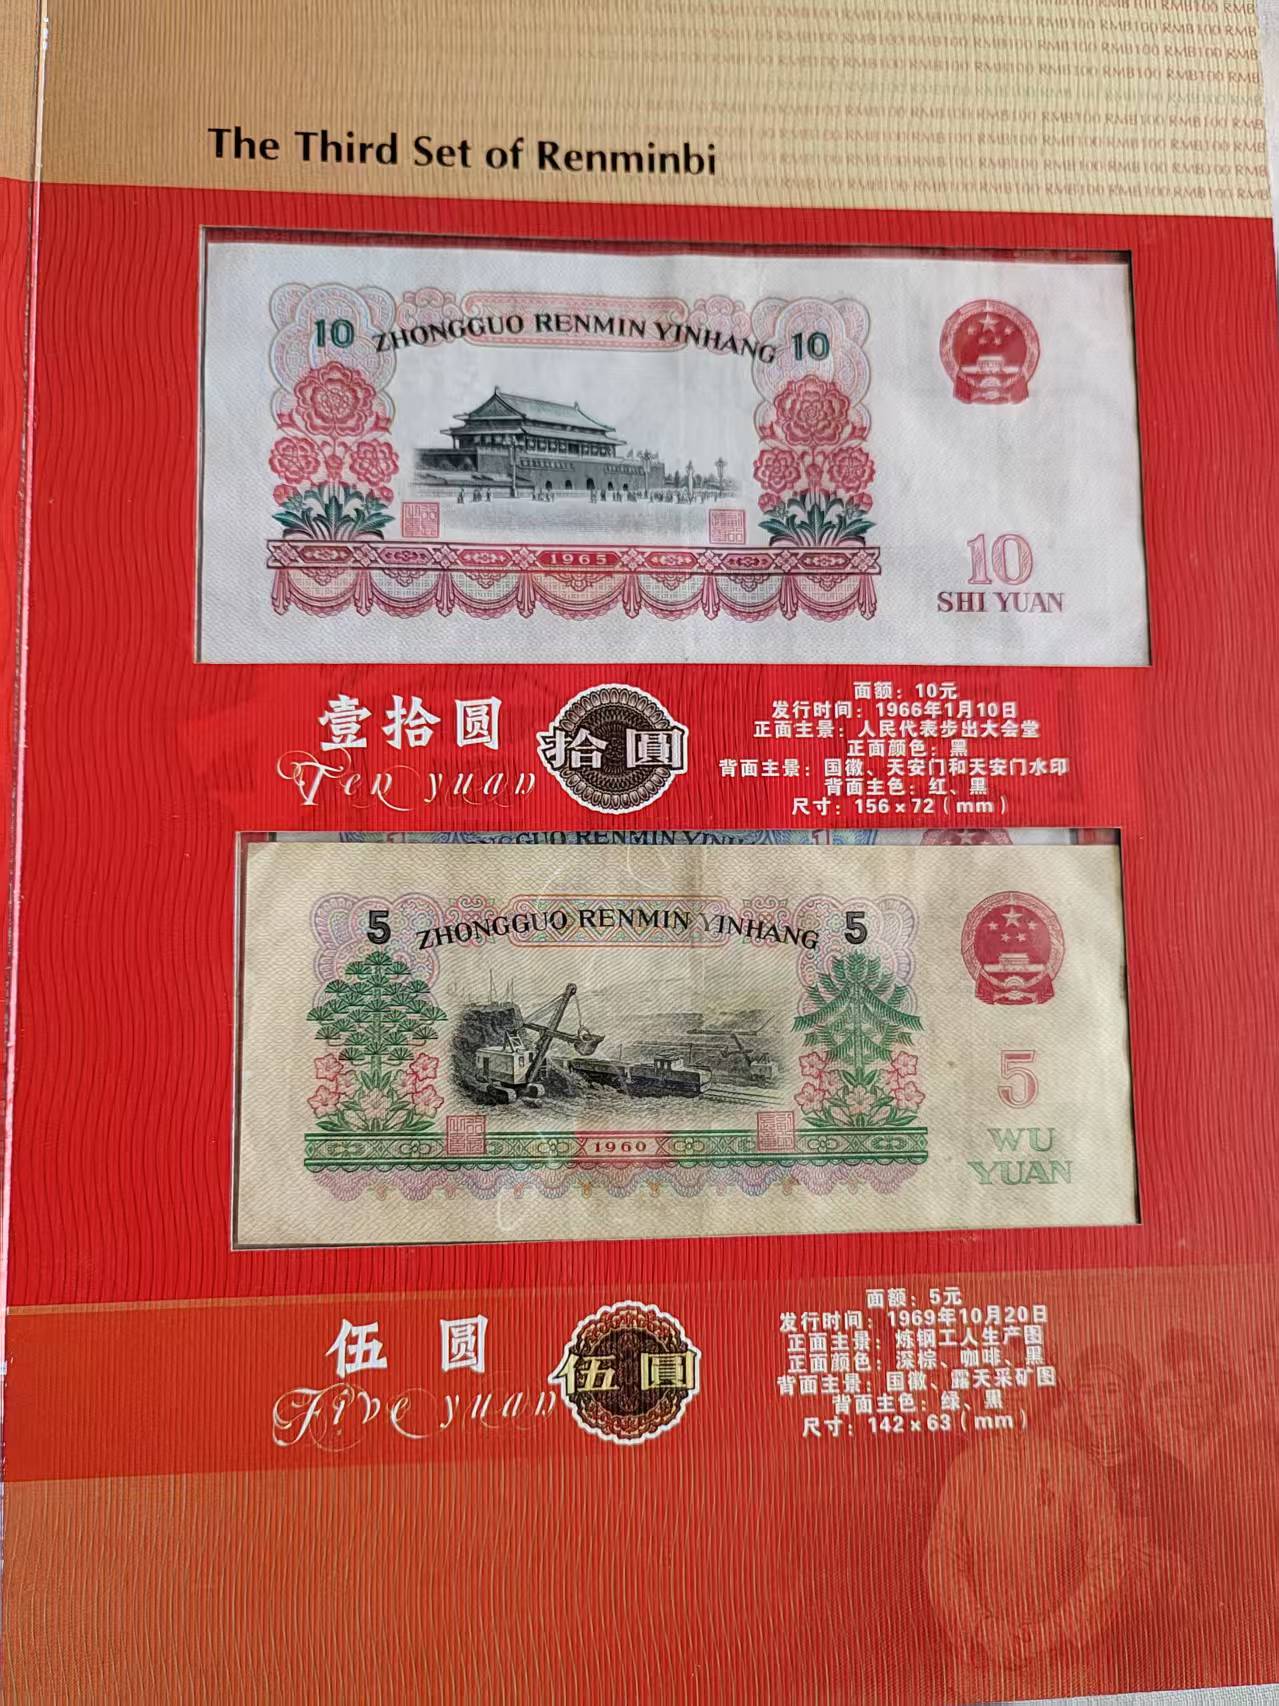 RMB100 RMB100 RMB100 RMB100 RMB100 RMB
The Third Set of Renminbi
10 ZHONGGUO RENMIN YINHANG 10
1965
10
SHI YUAN
壹拾圆
Ten yuan
拾圓
面额：10元
发行时间：1966年1月10日
正面主景：人民代表步出大会堂
正面颜色：黑
背面主景：国徽、天安门和天安门水印
背面主色：红、黑
尺寸：156×72（mm）
5 ZHONGGUO RENMIN YINHANG 5
1960
5
WU
YUAN
伍圆
Five yuan
伍圓
面额：5元
发行时间：1969年10月20日
正面主景：炼钢工人生产图
正面颜色：深棕、咖啡、黑
背面主景：国徽、露天采矿图
背面主色：绿、黑
尺寸：142×63（mm）